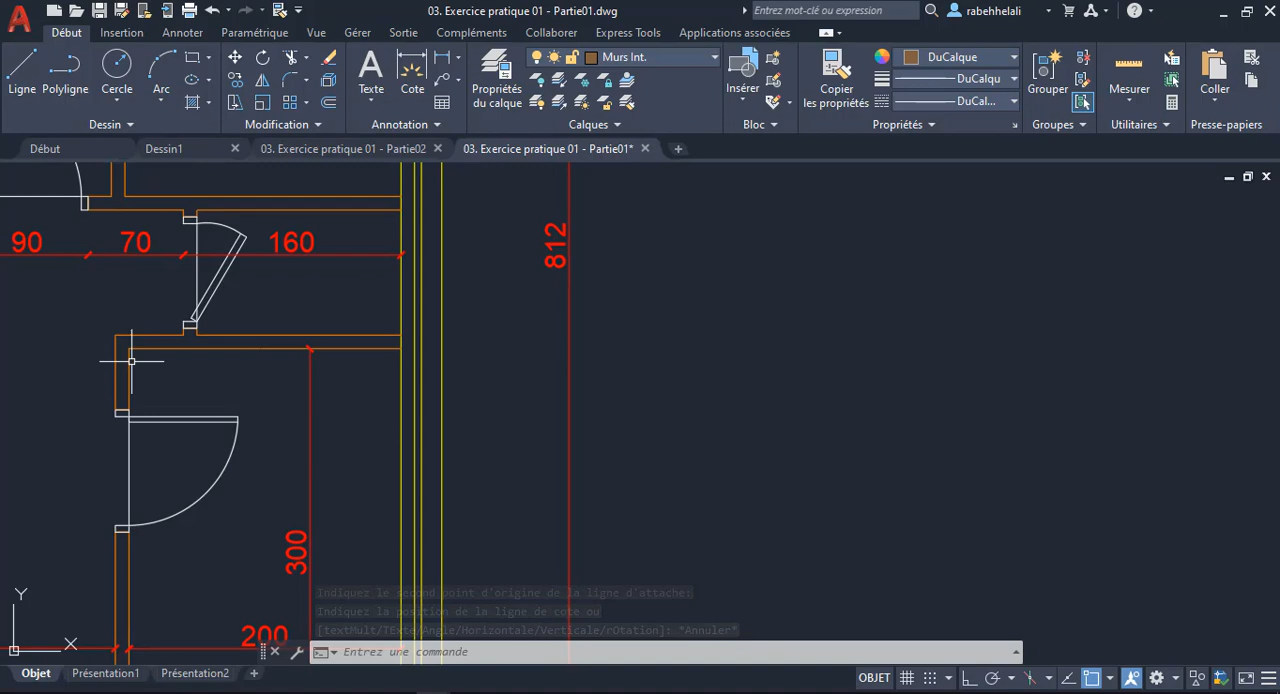 03. Exercice pratique 01 - Partie01.dwg
Entrez mot-clé ou expression
rabehhelali
Début Insertion Annoter Paramétrique Vue Gérer Sortie Compléments Collaborer Express Tools Applications associées
Ligne Polyligne Cercle Arc
Texte Cote
Propriétés
du calque
Murs Int.
Insérer
Copier
les propriétés
DuCalque
DuCalqu
DuCal...
Grouper
Mesurer
Coller
Dessin Modification Annotation Calques Bloc Propriétés Groupes Utilitaires Presse-papiers
Début Dessin1 03. Exercice pratique 01 - Partie02 03. Exercice pratique 01 - Partie01*
90 70 160
812
300
200
Indiquez le second point d'origine de la ligne d'attache:
Indiquez la position de la ligne de cote ou
[textMult/TExte/Angle/Horizontale/Verticale/rOtation]: *Annuler*
Entrez une commande
Y
X
Objet Présentation1 Présentation2 +
OBJET